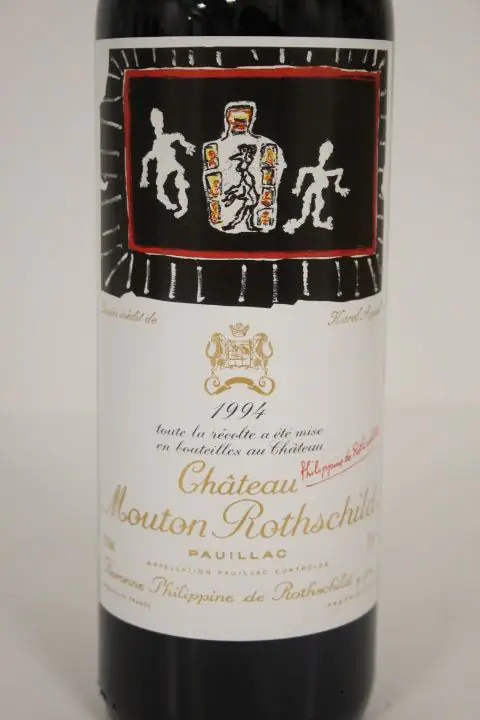 Dessin inédit de
Karel Appel
1994
toute la récolte a été mise
en bouteilles au Château
Philippine de Rothschild
Château
Mouton Rothschild
PAUILLAC
APPELLATION PAUILLAC CONTRÔLÉE
Baronne Philippine de Rothschild g.f.a.